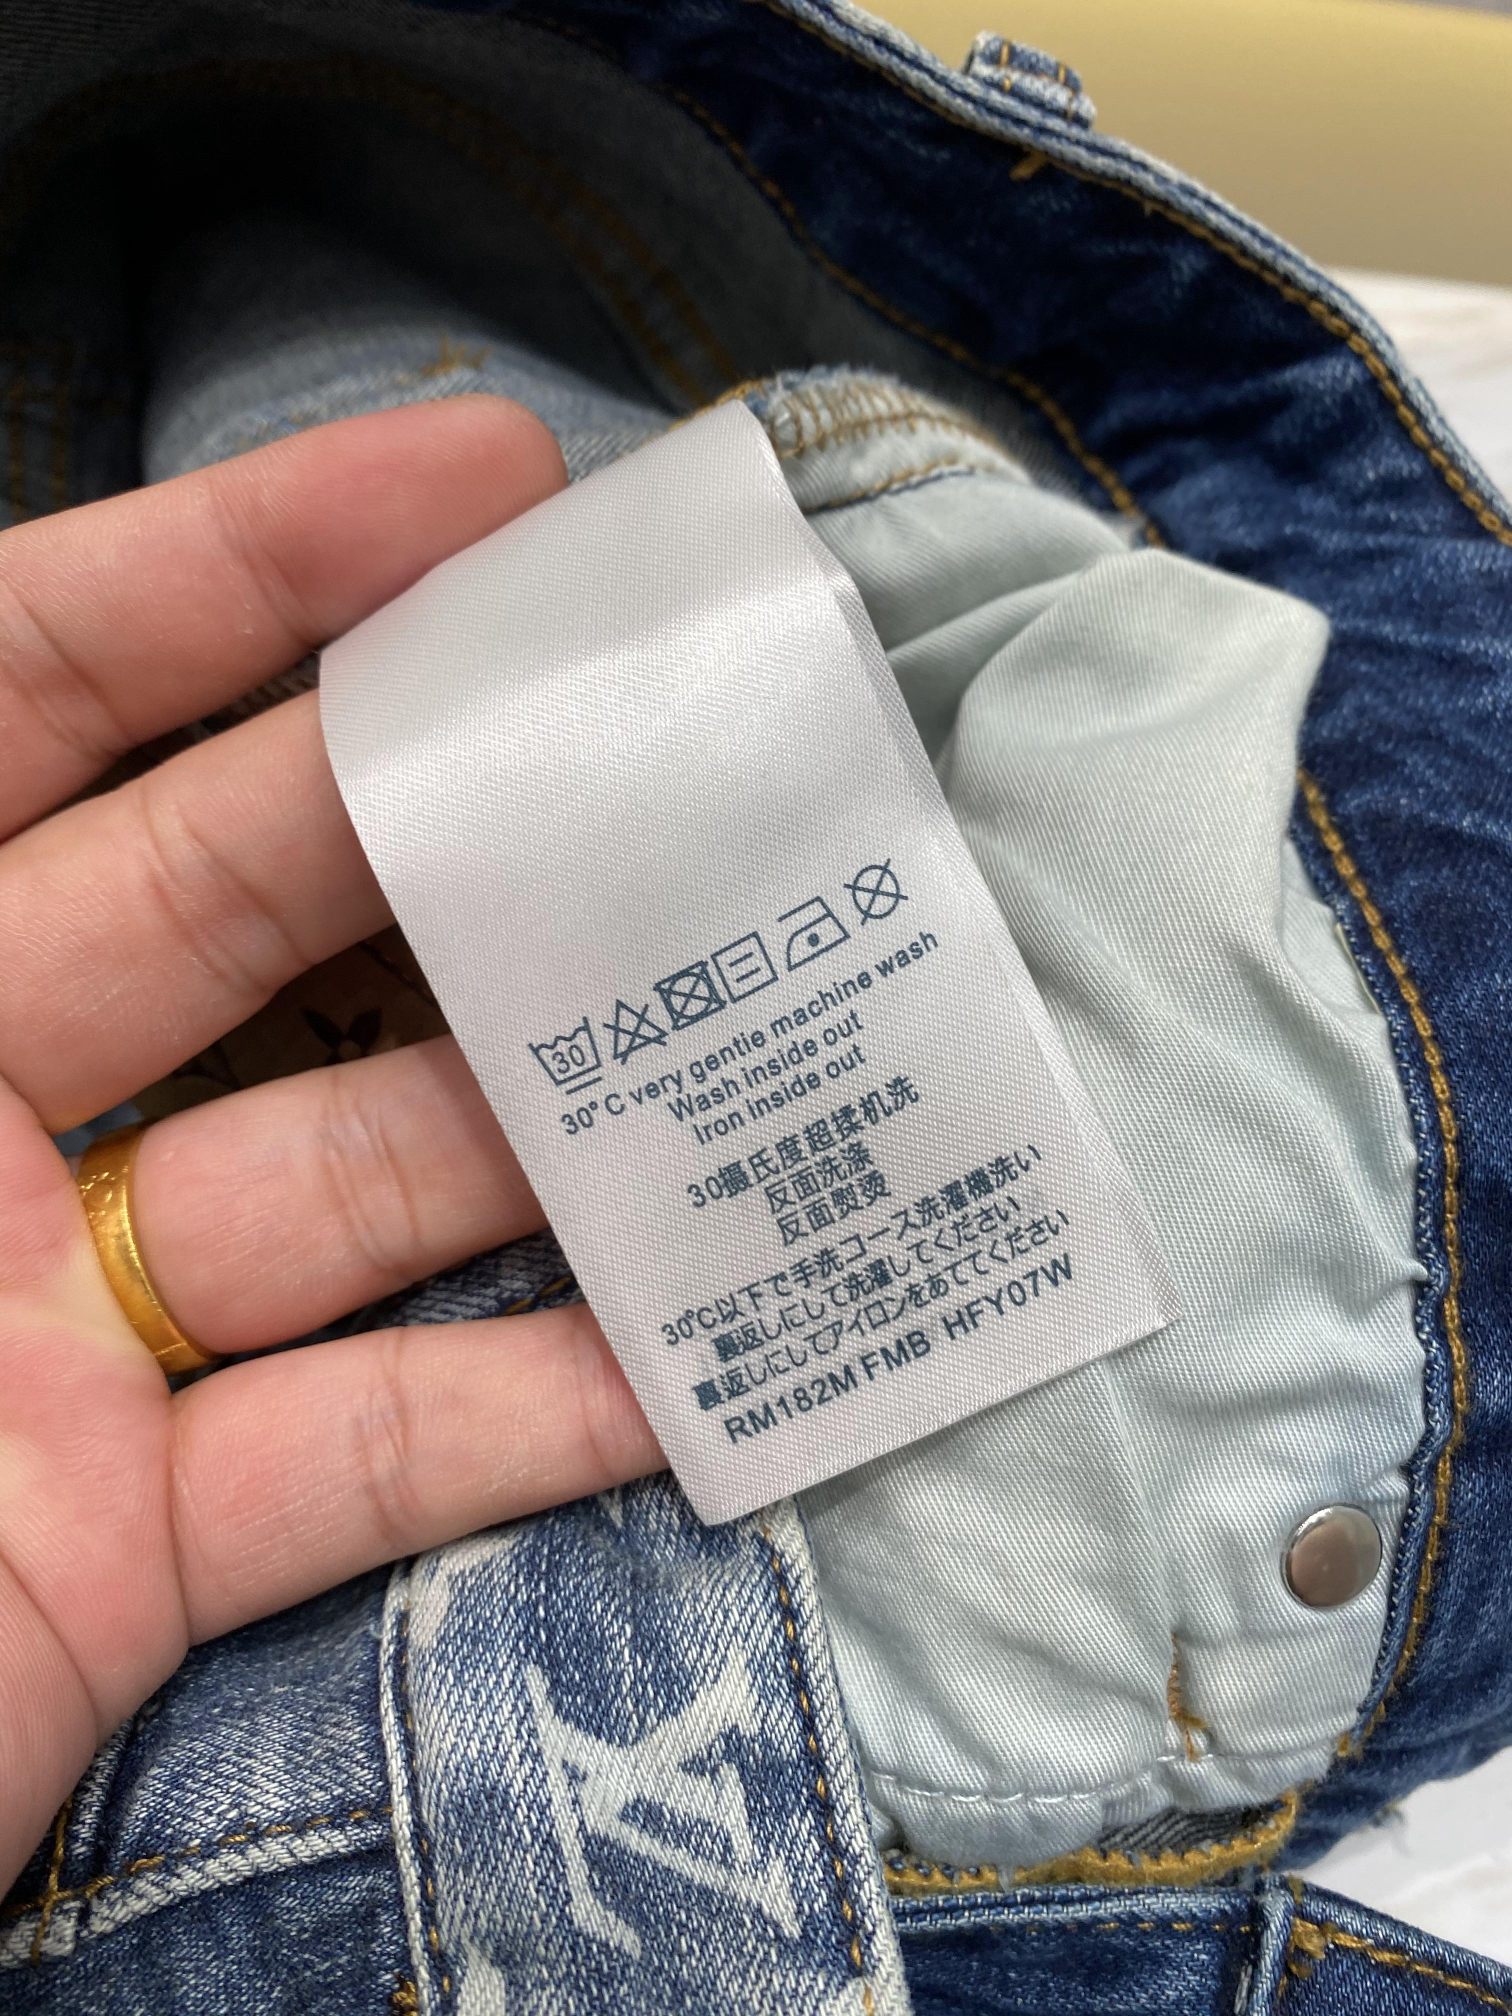 30
30°C very gentie machine wash
Wash inside out
Iron inside out
30摄氏度超揉机洗
反面洗涤
反面熨烫
30℃以下で手洗コース洗濯機洗い
裏返しにして洗濯してください
裏返しにしてアイロンをあててください
RM182M FMB HFY07W
LV